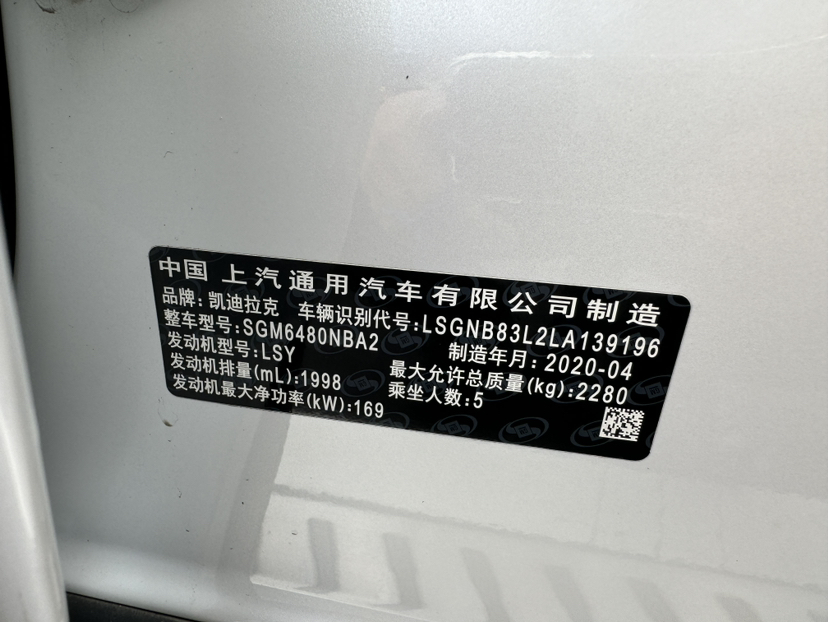 中国 上汽通用汽车有限公司制造
品牌: 凯迪拉克 车辆识别代号:LSGNB83L2LA139196
整车型号:SGM6480NBA2 制造年月:2020-04
发动机型号:LSY 最大允许总质量(kg):2280
发动机排量(mL):1998 乘坐人数:5
发动机最大净功率(kW):169